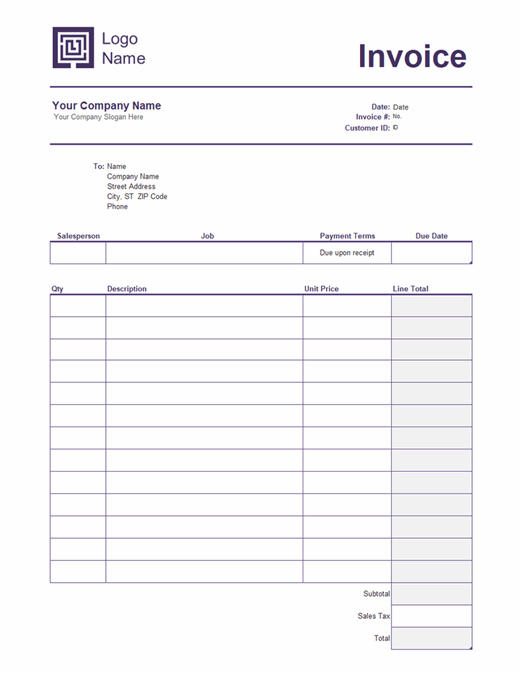 Logo
Name
Invoice
Your Company Name
Your Company Slogan Here
Date: Date
Invoice #: No.
Customer ID: ID
To: Name
Company Name
Street Address
City, ST ZIP Code
Phone
Salesperson Job Payment Terms Due Date
Due upon receipt
Qty Description Unit Price Line Total
Subtotal
Sales Tax
Total